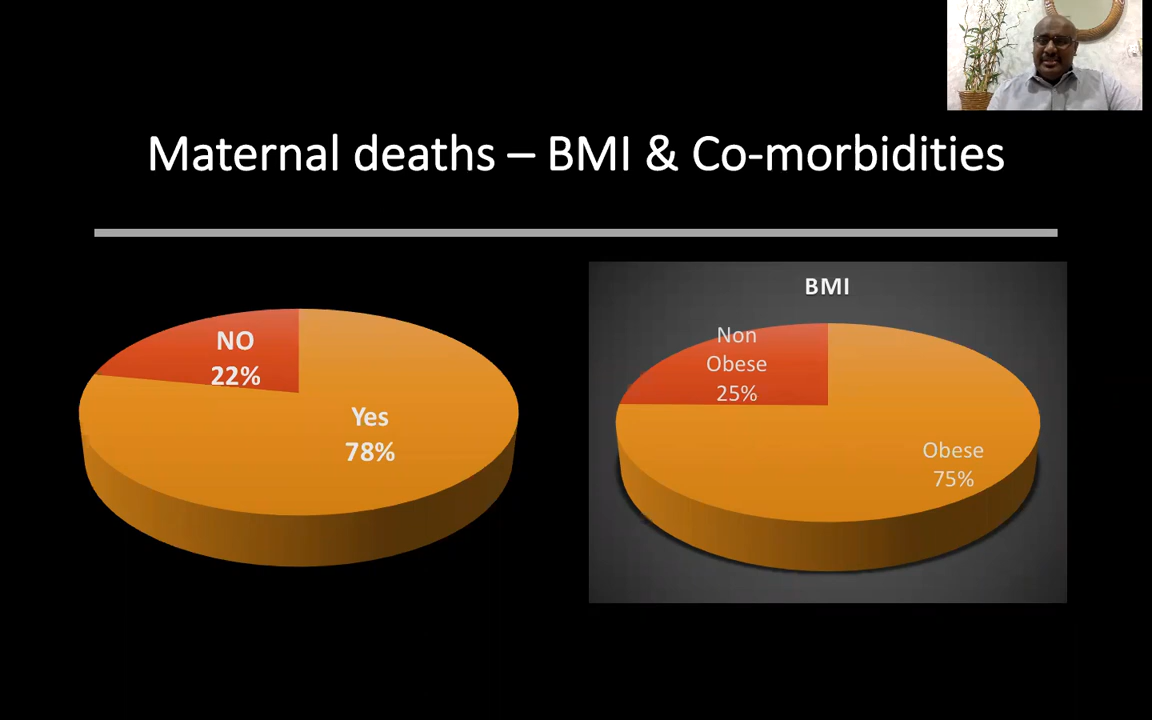 Maternal deaths – BMI & Co-morbidities
NO
22%
Yes
78%
BMI
Non
Obese
25%
Obese
75%